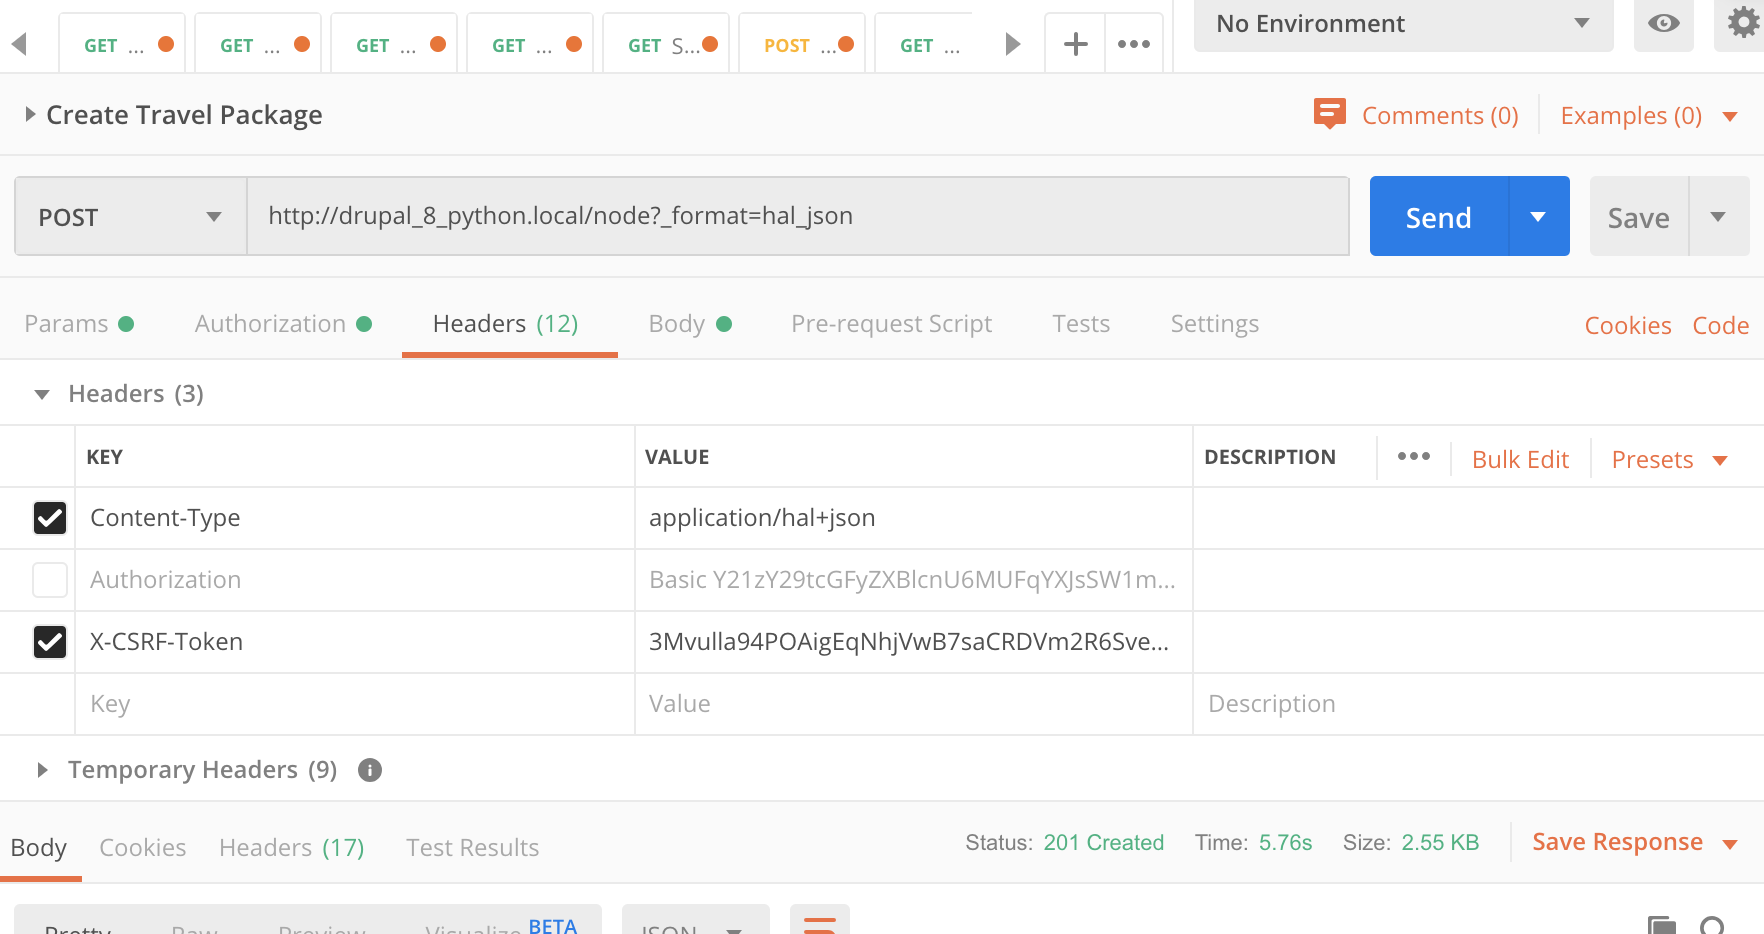 GET ... GET ... GET ... GET ... GET S... POST ... GET ... No Environment
Create Travel Package Comments (0) Examples (0)
POST http://drupal_8_python.local/node?_format=hal_json Send Save
Params Authorization Headers (12) Body Pre-request Script Tests Settings Cookies Code
Headers (3)
KEY VALUE DESCRIPTION Bulk Edit Presets
Content-Type application/hal+json
Authorization Basic Y21zY29tcGFyZXBlcnU6MUFqYXJsSW1m...
X-CSRF-Token 3Mvulla94POAigEqNhjVwB7saCRDVm2R6Sve...
Key Value Description
Temporary Headers (9)
Body Cookies Headers (17) Test Results Status: 201 Created Time: 5.76s Size: 2.55 KB Save Response
Pretty Raw Preview Visualize BETA JSON